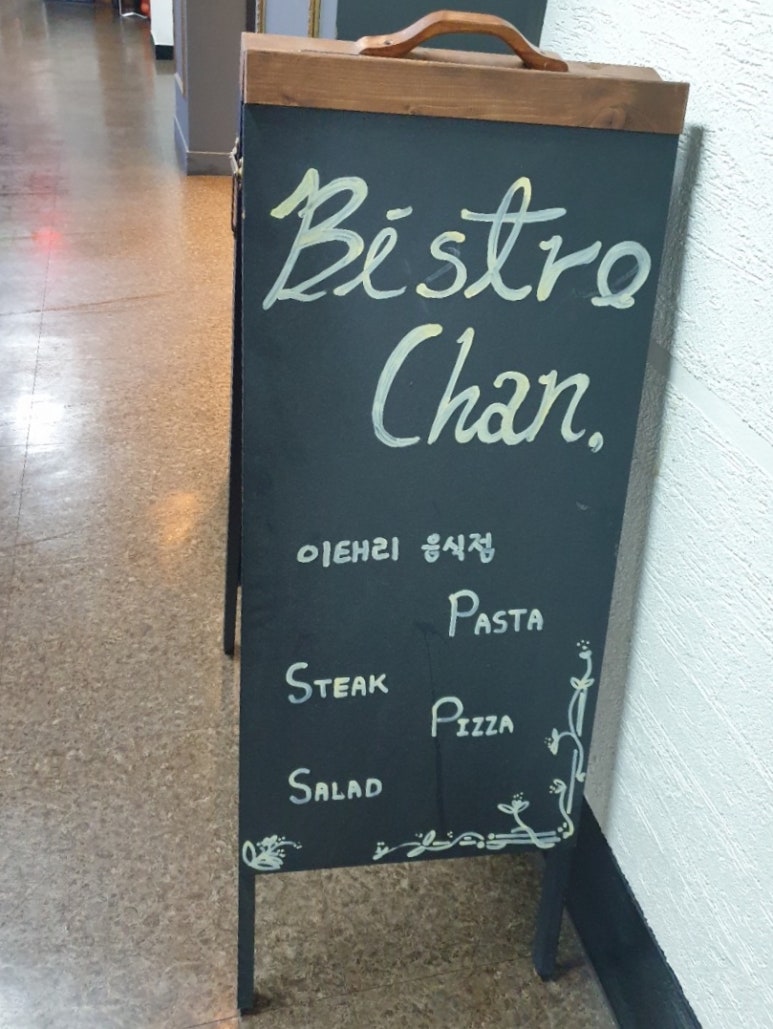 Bistro
Chan,
이태리 음식점
PASTA
STEAK
PIZZA
SALAD